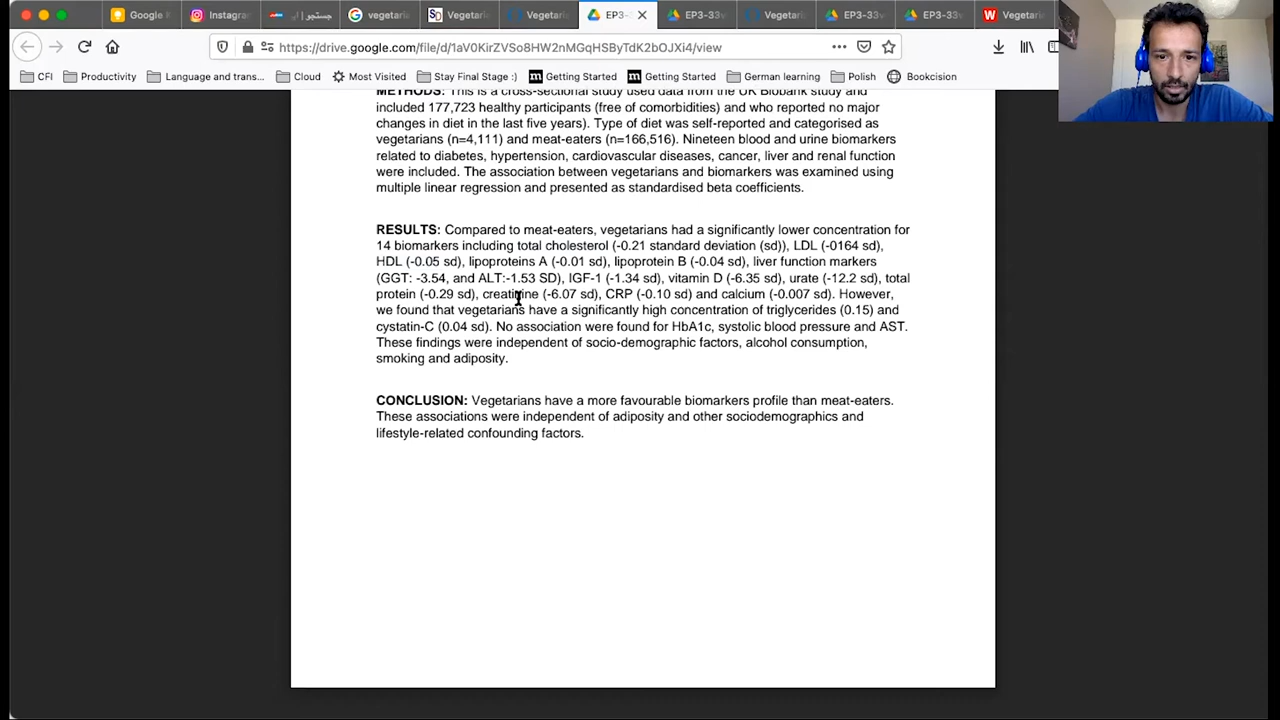 Google
Instagram
جستجو | ای
vegetari
Vegetari
Vegetari
EP3-
EP3-33v
Vegetari
EP3-33v
EP3-33v
Vegetari
https://drive.google.com/file/d/1aV0KirZVSo8HW2nMGqHSByTdK2bOJXi4/view
CFI
Productivity
Language and trans...
Cloud
Most Visited
Stay Final Stage :)
Getting Started
Getting Started
German learning
Polish
Bookcision
METHODS: This is a cross-sectional study used data from the UK Biobank study and
included 177,723 healthy participants (free of comorbidities) and who reported no major
changes in diet in the last five years). Type of diet was self-reported and categorised as
vegetarians (n=4,111) and meat-eaters (n=166,516). Nineteen blood and urine biomarkers
related to diabetes, hypertension, cardiovascular diseases, cancer, liver and renal function
were included. The association between vegetarians and biomarkers was examined using
multiple linear regression and presented as standardised beta coefficients.
RESULTS: Compared to meat-eaters, vegetarians had a significantly lower concentration for
14 biomarkers including total cholesterol (-0.21 standard deviation (sd)), LDL (-0164 sd),
HDL (-0.05 sd), lipoproteins A (-0.01 sd), lipoprotein B (-0.04 sd), liver function markers
(GGT: -3.54, and ALT:-1.53 SD), IGF-1 (-1.34 sd), vitamin D (-6.35 sd), urate (-12.2 sd), total
protein (-0.29 sd), creatinine (-6.07 sd), CRP (-0.10 sd) and calcium (-0.007 sd). However,
we found that vegetarians have a significantly high concentration of triglycerides (0.15) and
cystatin-C (0.04 sd). No association were found for HbA1c, systolic blood pressure and AST.
These findings were independent of socio-demographic factors, alcohol consumption,
smoking and adiposity.
CONCLUSION: Vegetarians have a more favourable biomarkers profile than meat-eaters.
These associations were independent of adiposity and other sociodemographics and
lifestyle-related confounding factors.